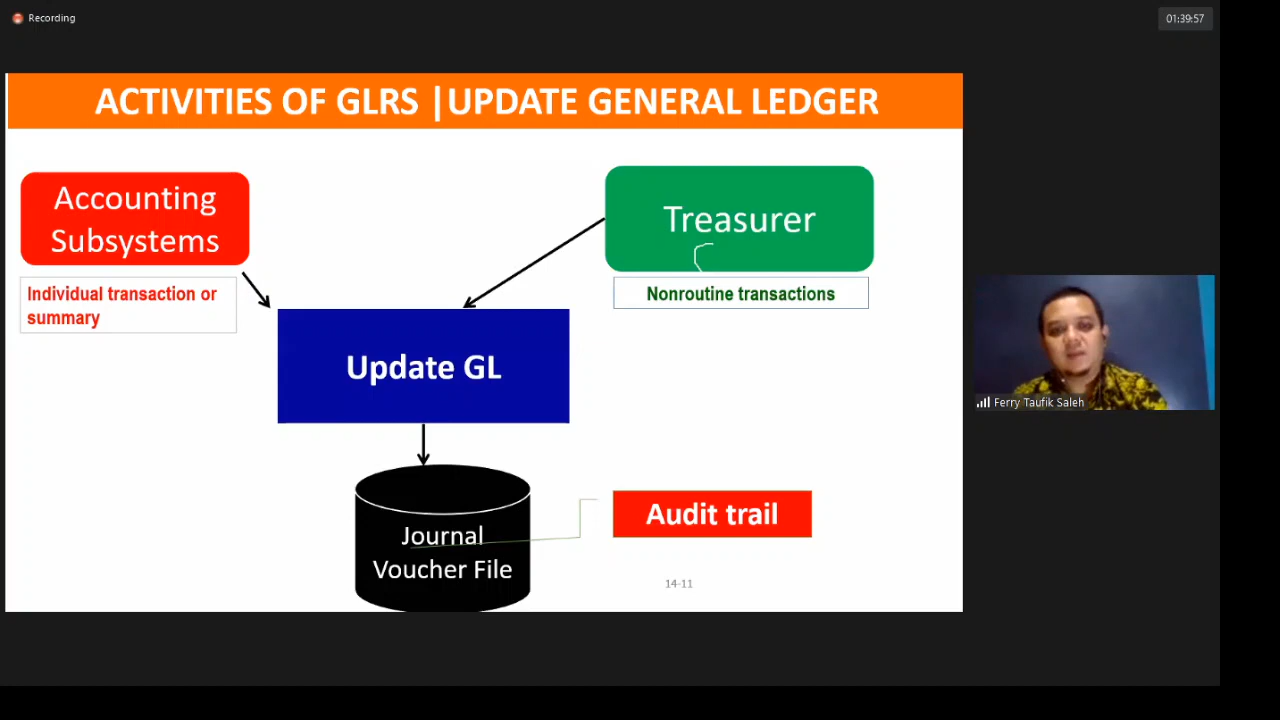 Recording
01:39:57
ACTIVITIES OF GLRS |UPDATE GENERAL LEDGER
Accounting
Subsystems
Treasurer
Individual transaction or
summary
Nonroutine transactions
Update GL
Ferry Taufik Saleh
Audit trail
Journal
Voucher File
14-11